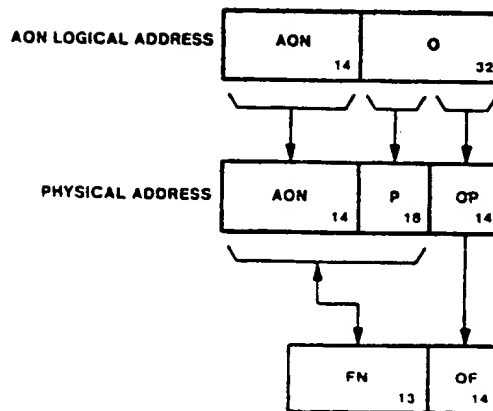 AON LOGICAL ADDRESS
AON 14
O 32
PHYSICAL ADDRESS
AON 14
P 18
OP 14
FN 13
OF 14